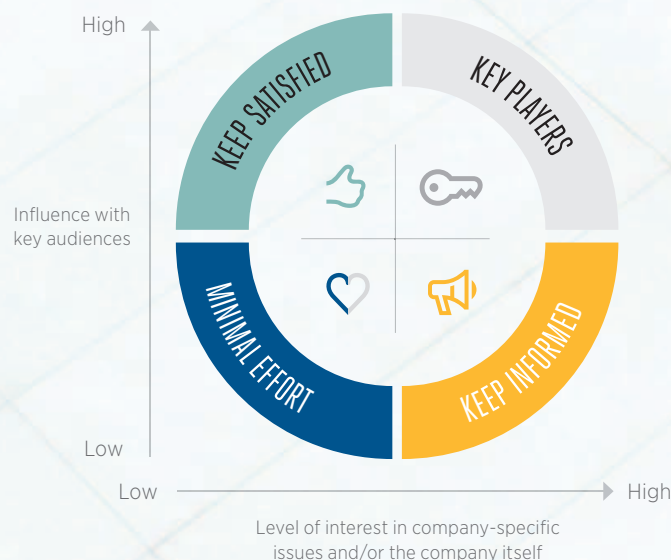 High
KEEP SATISFIED
KEY PLAYERS
Influence with
key audiences
MINIMAL EFFORT
KEEP INFORMED
Low
Low
High
Level of interest in company-specific
issues and/or the company itself